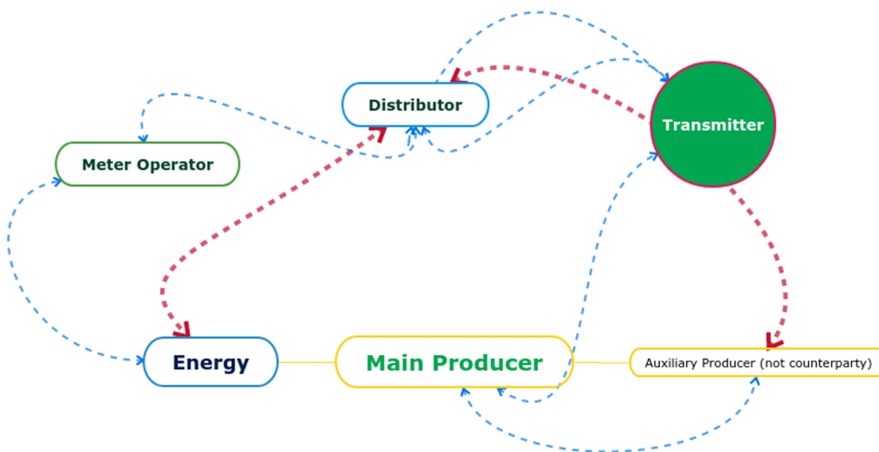 Distributor
Transmitter
Meter Operator
Energy
Main Producer
Auxiliary Producer (not counterparty)